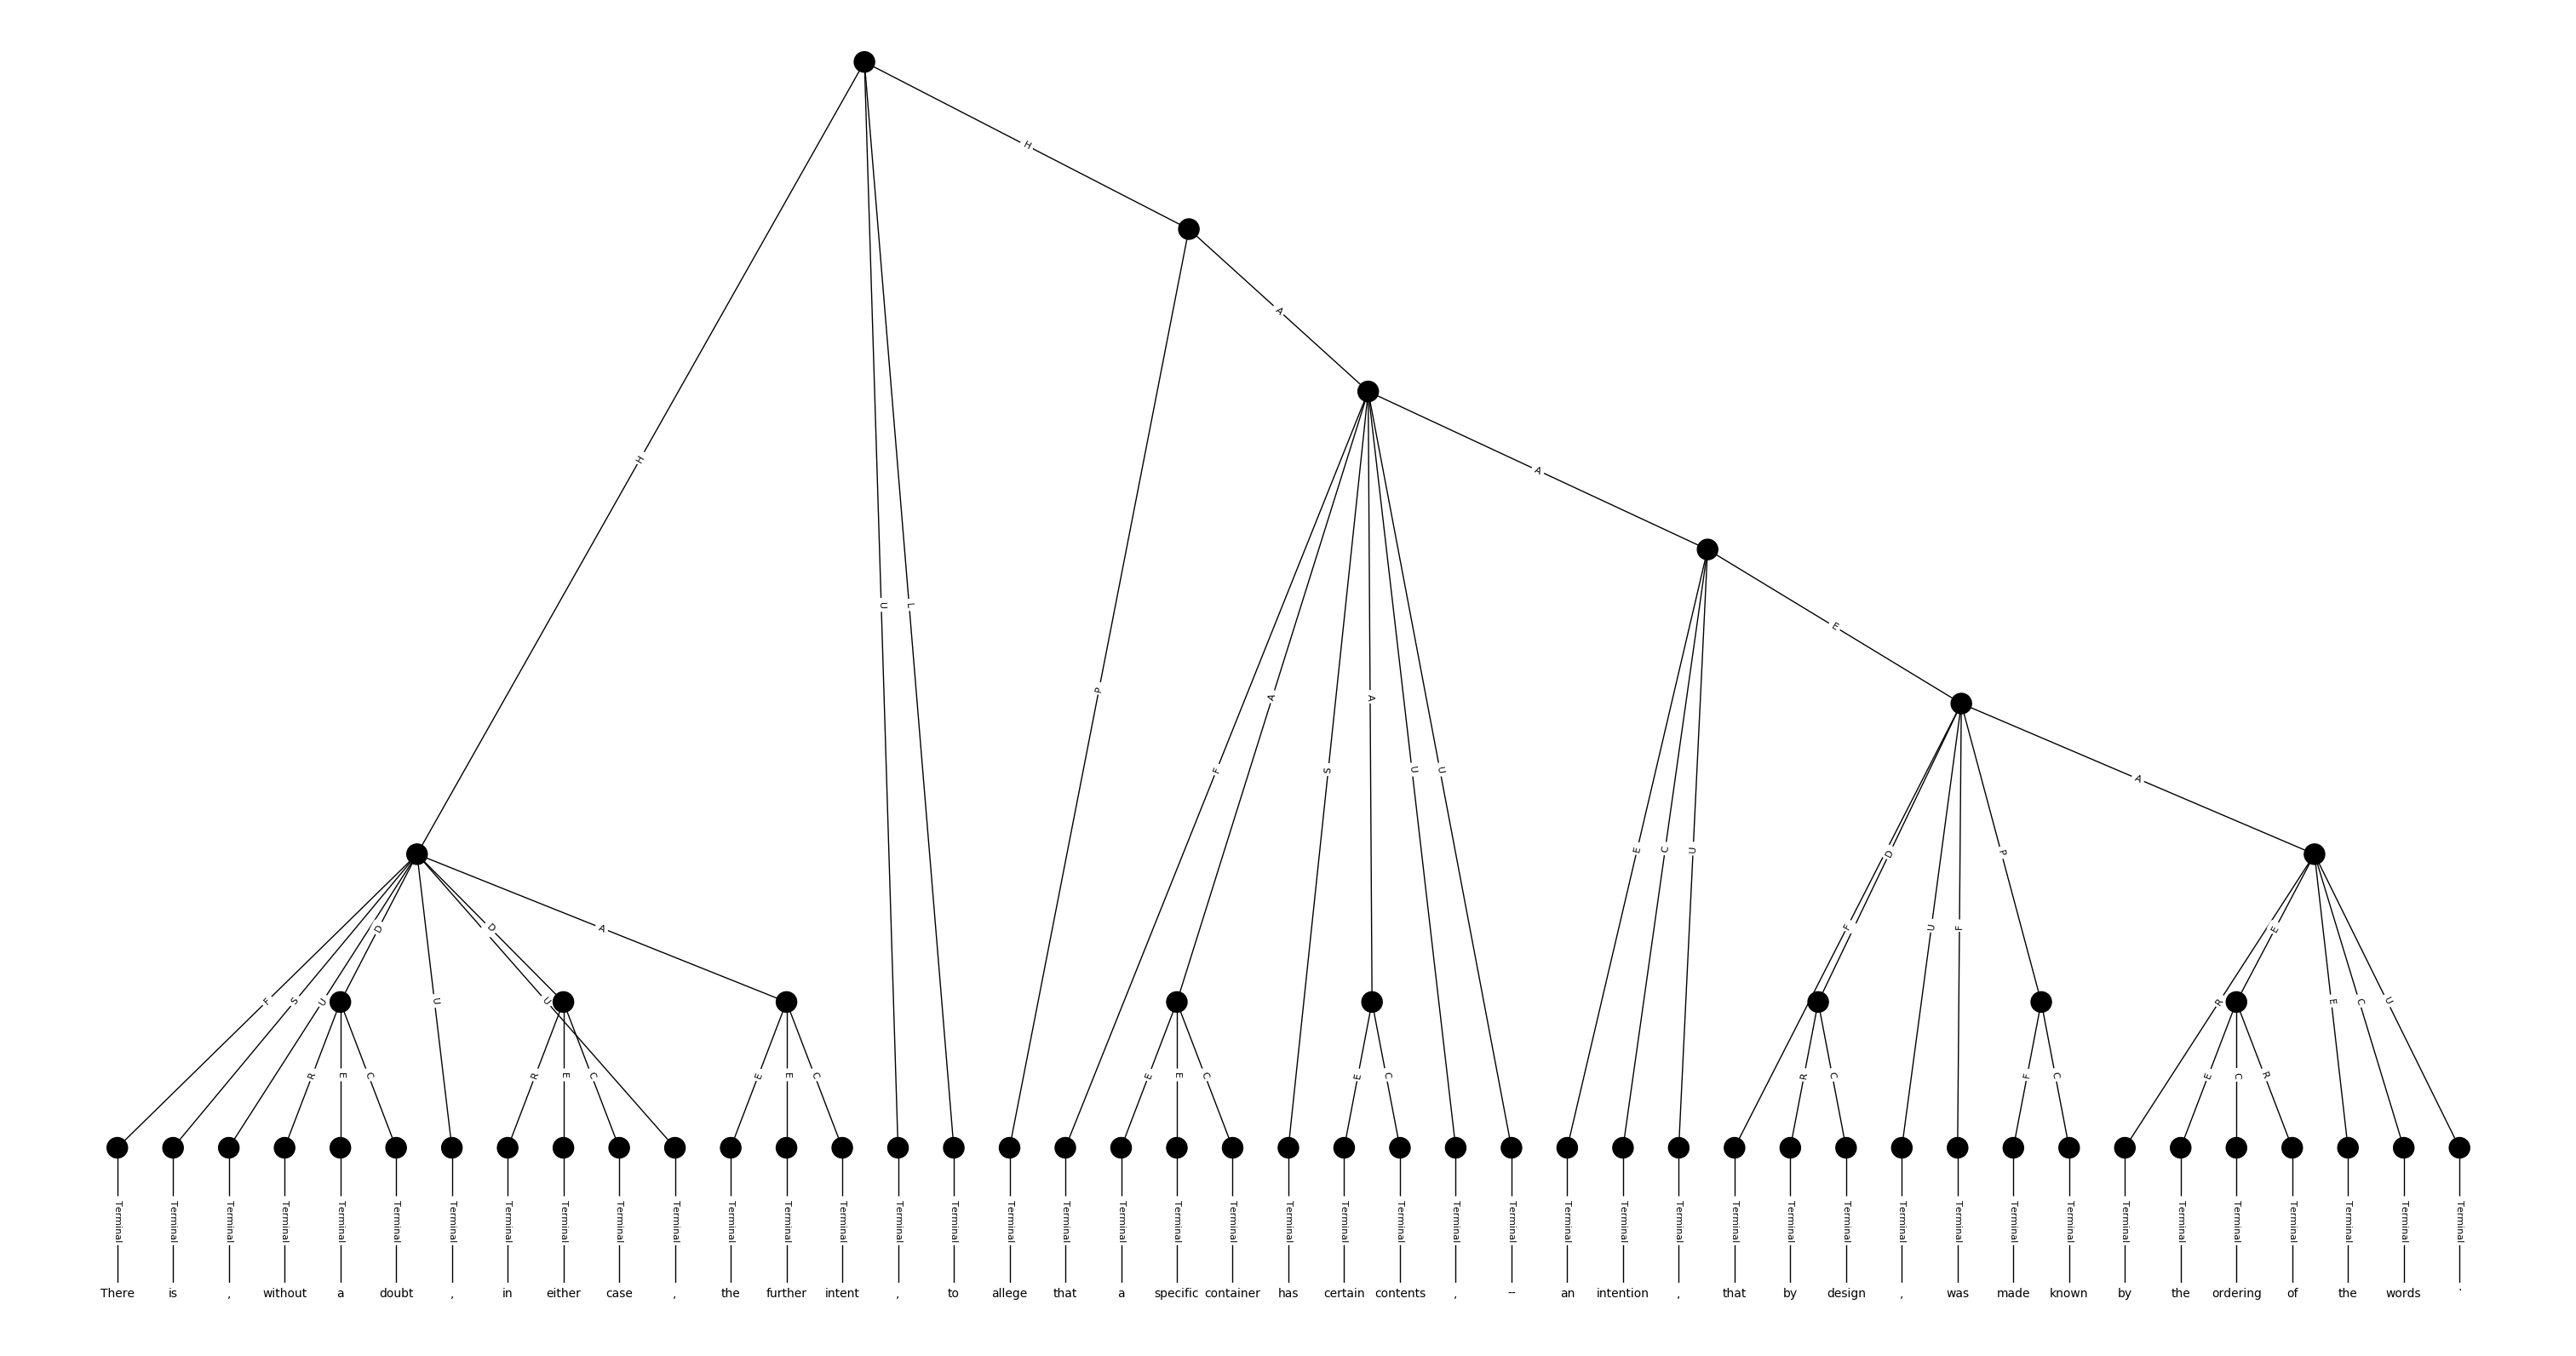 H
H
A
H
A
U
L
E
P
A
A
F
S
U
U
A
E
C
U
D
P
D
D
A
F
U
F
E
F
S
U
U
U
R
E
C
U
R
E
C
R
E
C
E
E
C
E
E
C
E
C
R
C
F
C
E
C
R
Terminal Terminal Terminal Terminal Terminal Terminal Terminal Terminal Terminal Terminal Terminal Terminal Terminal Terminal Terminal Terminal Terminal Terminal Terminal Terminal Terminal Terminal Terminal Terminal Terminal Terminal Terminal Terminal Terminal Terminal Terminal Terminal Terminal Terminal Terminal Terminal Terminal Terminal Terminal Terminal Terminal Terminal Terminal
There is , without a doubt , in either case , the further intent , to allege that a specific container has certain contents , -- an intention , that by design , was made known by the ordering of the words .